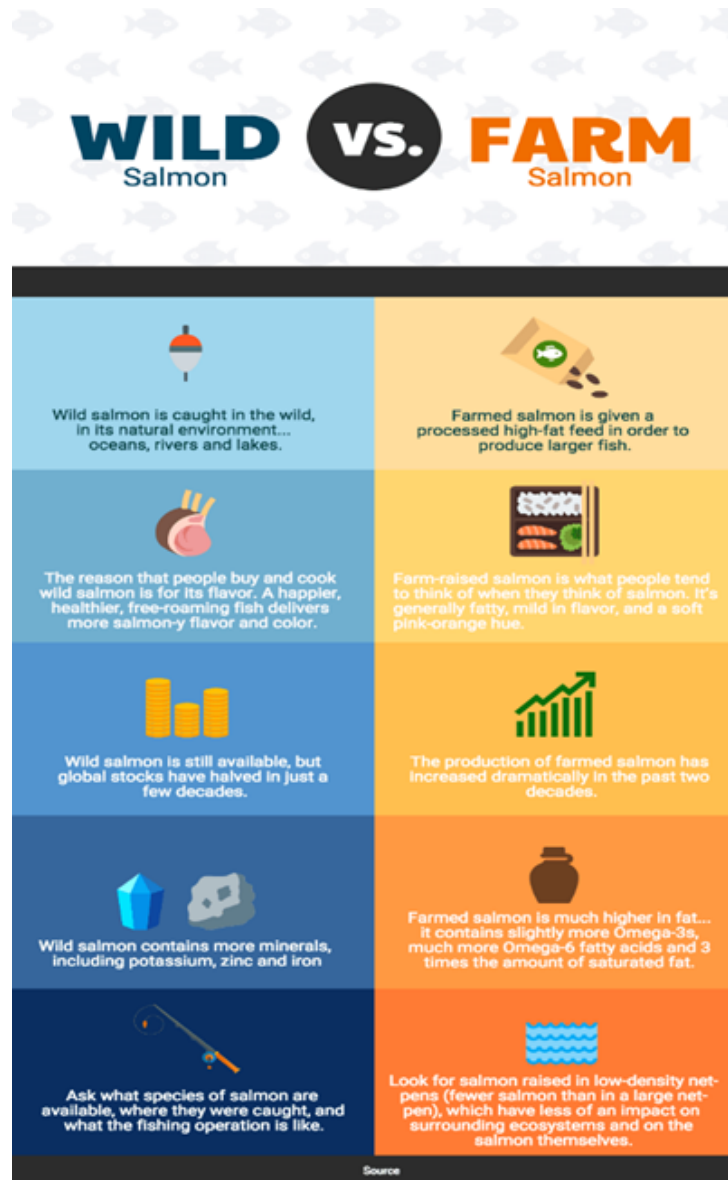 WILD vs. FARM
Salmon Salmon
Wild salmon is caught in the wild,
in its natural environment...
oceans, rivers and lakes.
Farmed salmon is given a
processed high-fat feed in order to
produce larger fish.
The reason that people buy and cook
wild salmon is for its flavor. A happier,
healthier, free-roaming fish delivers
more salmon-y flavor and color.
Farm-raised salmon is what people tend
to think of when they think of salmon. It's
generally fatty, mild in flavor, and a soft
pink-orange hue.
Wild salmon is still available, but
global stocks have halved in just a
few decades.
The production of farmed salmon has
increased dramatically in the past two
decades.
Wild salmon contains more minerals,
including potassium, zinc and iron
Farmed salmon is much higher in fat...
it contains slightly more Omega-3s,
much more Omega-6 fatty acids and 3
times the amount of saturated fat.
Ask what species of salmon are
available, where they were caught, and
what the fishing operation is like.
Look for salmon raised in low-density net-
pens (fewer salmon than in a large net-
pen), which have less of an impact on
surrounding ecosystems and on the
salmon themselves.
Source